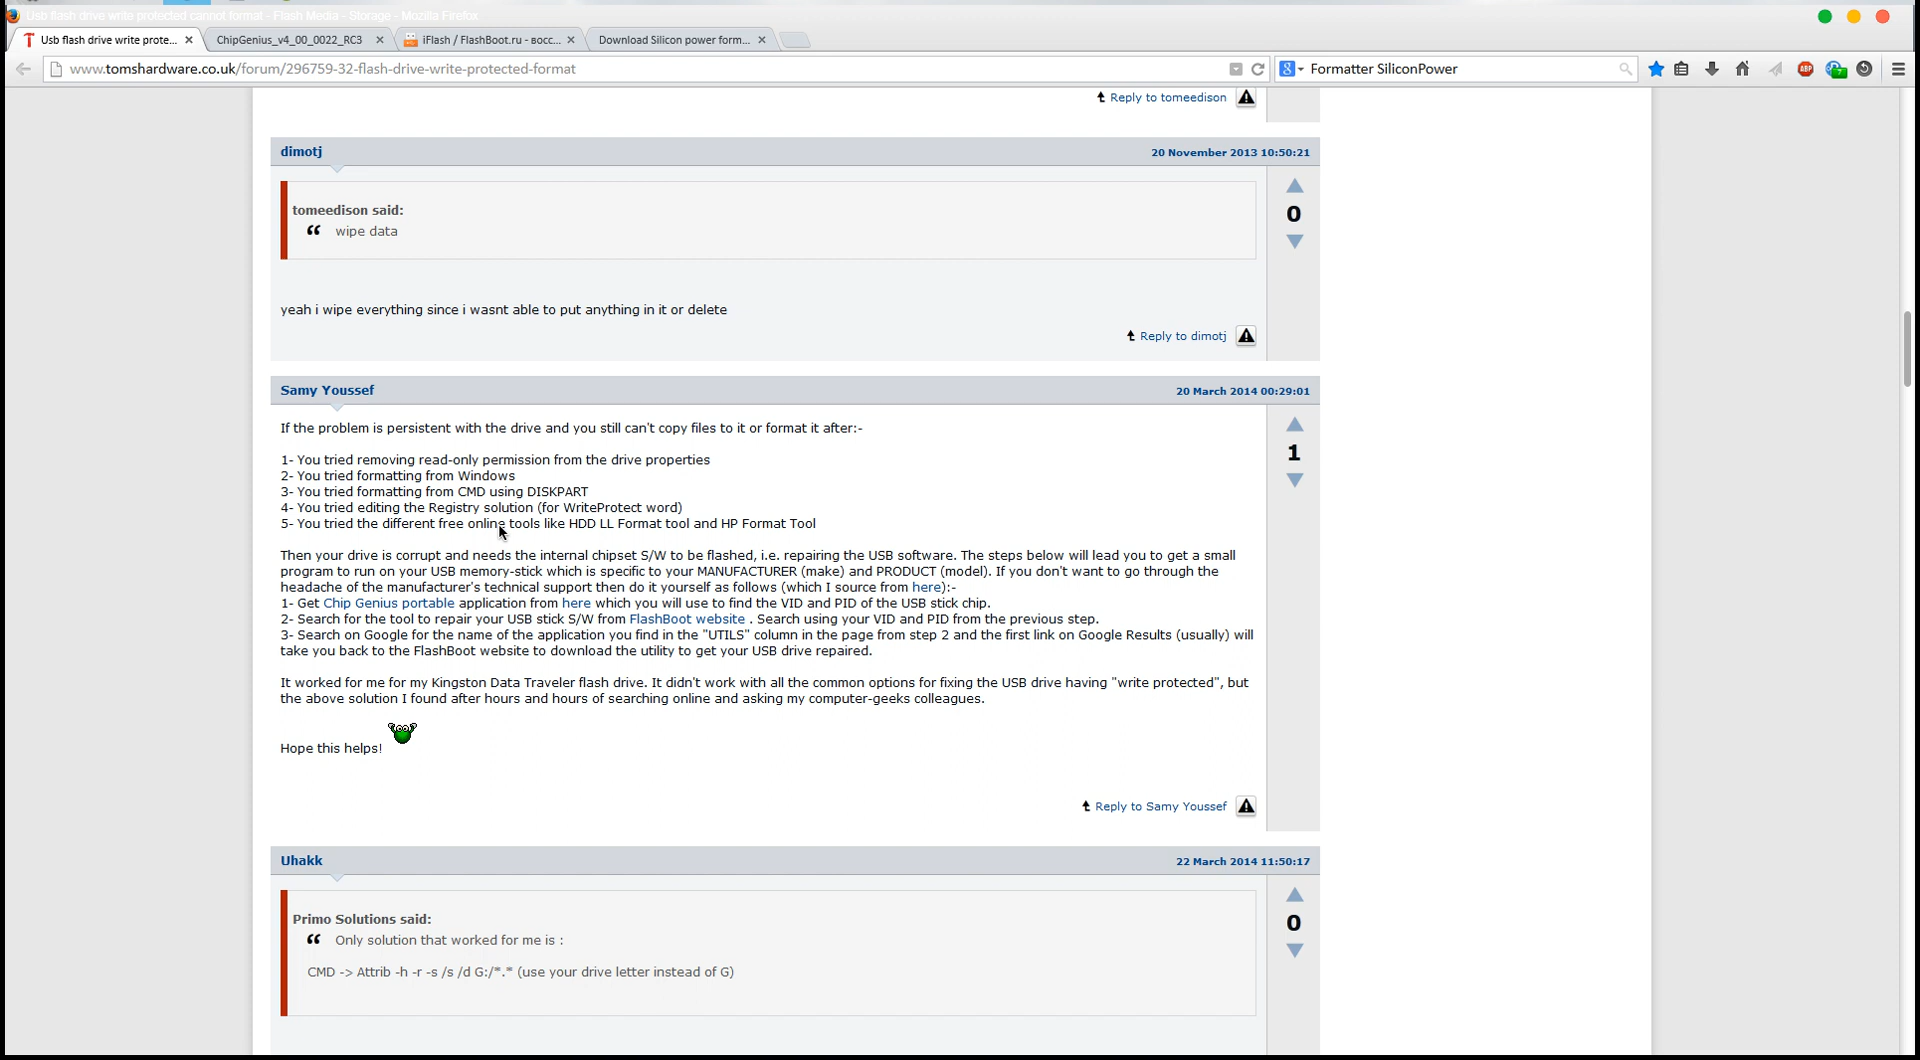 Usb flash drive write protected cannot format - Flash Media - Storage - Mozilla Firefox
Usb flash drive write prote...
ChipGenius_v4_00_0022_RC3
iFlash / FlashBoot.ru - восс...
Download Silicon power form...
www.tomshardware.co.uk/forum/296759-32-flash-drive-write-protected-format
Formatter SiliconPower
Reply to tomeedison
dimotj
20 November 2013 10:50:21
tomeedison said:
wipe data
0
yeah i wipe everything since i wasnt able to put anything in it or delete
Reply to dimotj
Samy Youssef
20 March 2014 00:29:01
If the problem is persistent with the drive and you still can't copy files to it or format it after:-
1
1- You tried removing read-only permission from the drive properties
2- You tried formatting from Windows
3- You tried formatting from CMD using DISKPART
4- You tried editing the Registry solution (for WriteProtect word)
5- You tried the different free online tools like HDD LL Format tool and HP Format Tool
Then your drive is corrupt and needs the internal chipset S/W to be flashed, i.e. repairing the USB software. The steps below will lead you to get a small
program to run on your USB memory-stick which is specific to your MANUFACTURER (make) and PRODUCT (model). If you don't want to go through the
headache of the manufacturer's technical support then do it yourself as follows (which I source from here):-
1- Get Chip Genius portable application from here which you will use to find the VID and PID of the USB stick chip.
2- Search for the tool to repair your USB stick S/W from FlashBoot website . Search using your VID and PID from the previous step.
3- Search on Google for the name of the application you find in the "UTILS" column in the page from step 2 and the first link on Google Results (usually) will
take you back to the FlashBoot website to download the utility to get your USB drive repaired.
It worked for me for my Kingston Data Traveler flash drive. It didn't work with all the common options for fixing the USB drive having "write protected", but
the above solution I found after hours and hours of searching online and asking my computer-geeks colleagues.
Hope this helps!
Reply to Samy Youssef
Uhakk
22 March 2014 11:50:17
Primo Solutions said:
Only solution that worked for me is :
0
CMD -> Attrib -h -r -s /s /d G:/*.* (use your drive letter instead of G)